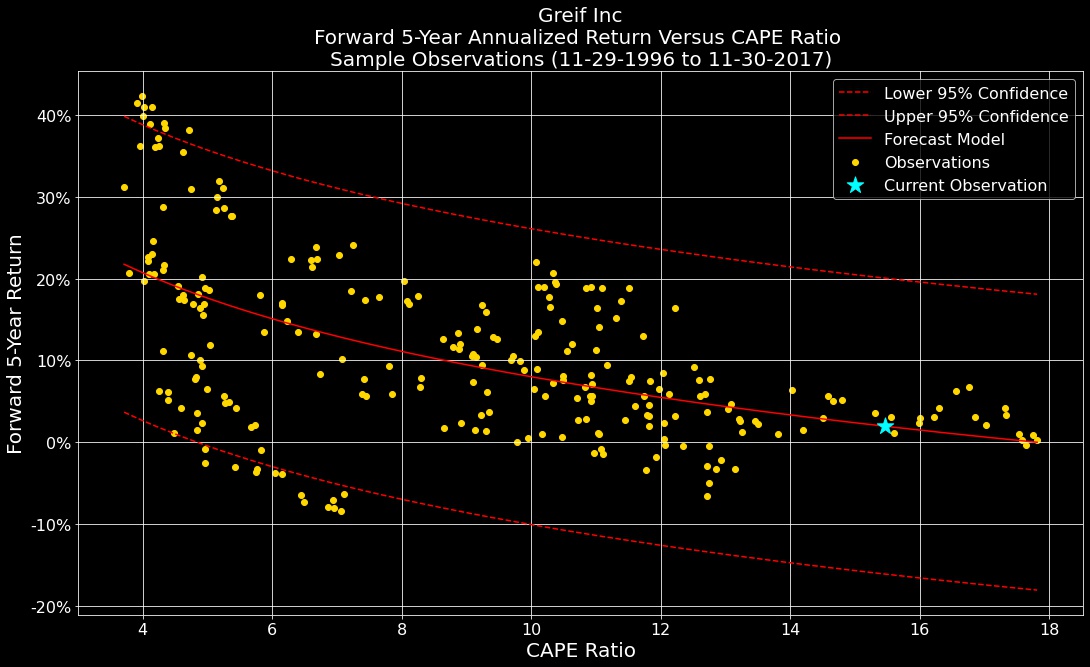 Greif Inc
Forward 5-Year Annualized Return Versus CAPE Ratio
Sample Observations (11-29-1996 to 11-30-2017)
Lower 95% Confidence
Upper 95% Confidence
Forecast Model
Observations
Current Observation
Forward 5-Year Return
40%
30%
20%
10%
0%
-10%
-20%
4 6 8 10 12 14 16 18
CAPE Ratio